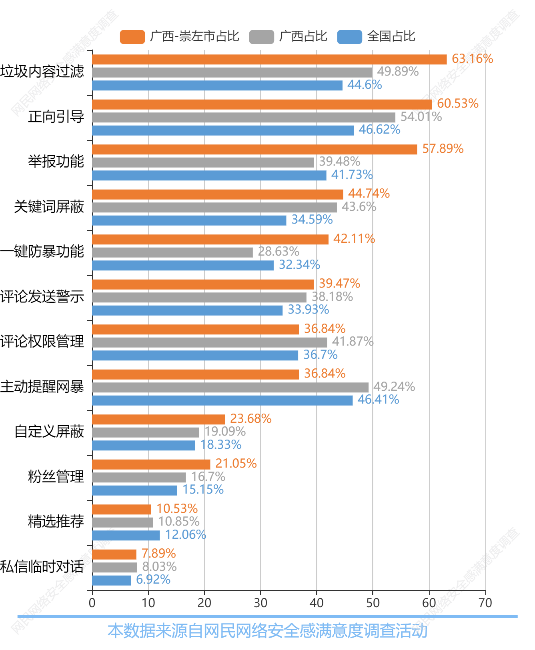 广西-崇左市占比 广西占比 全国占比
垃圾内容过滤 63.16% 49.89% 44.6%
正向引导 60.53% 54.01% 46.62%
举报功能 57.89% 39.48% 41.73%
关键词屏蔽 44.74% 43.6% 34.59%
一键防暴功能 42.11% 28.63% 32.34%
评论发送警示 39.47% 38.18% 33.93%
评论权限管理 36.84% 41.87% 36.7%
主动提醒网暴 36.84% 49.24% 46.41%
自定义屏蔽 23.68% 19.09% 18.33%
粉丝管理 21.05% 16.7% 15.15%
精选推荐 10.53% 10.85% 12.06%
私信临时对话 7.89% 8.03% 6.92%
0 10 20 30 40 50 60 70
本数据来源自网民网络安全感满意度调查活动